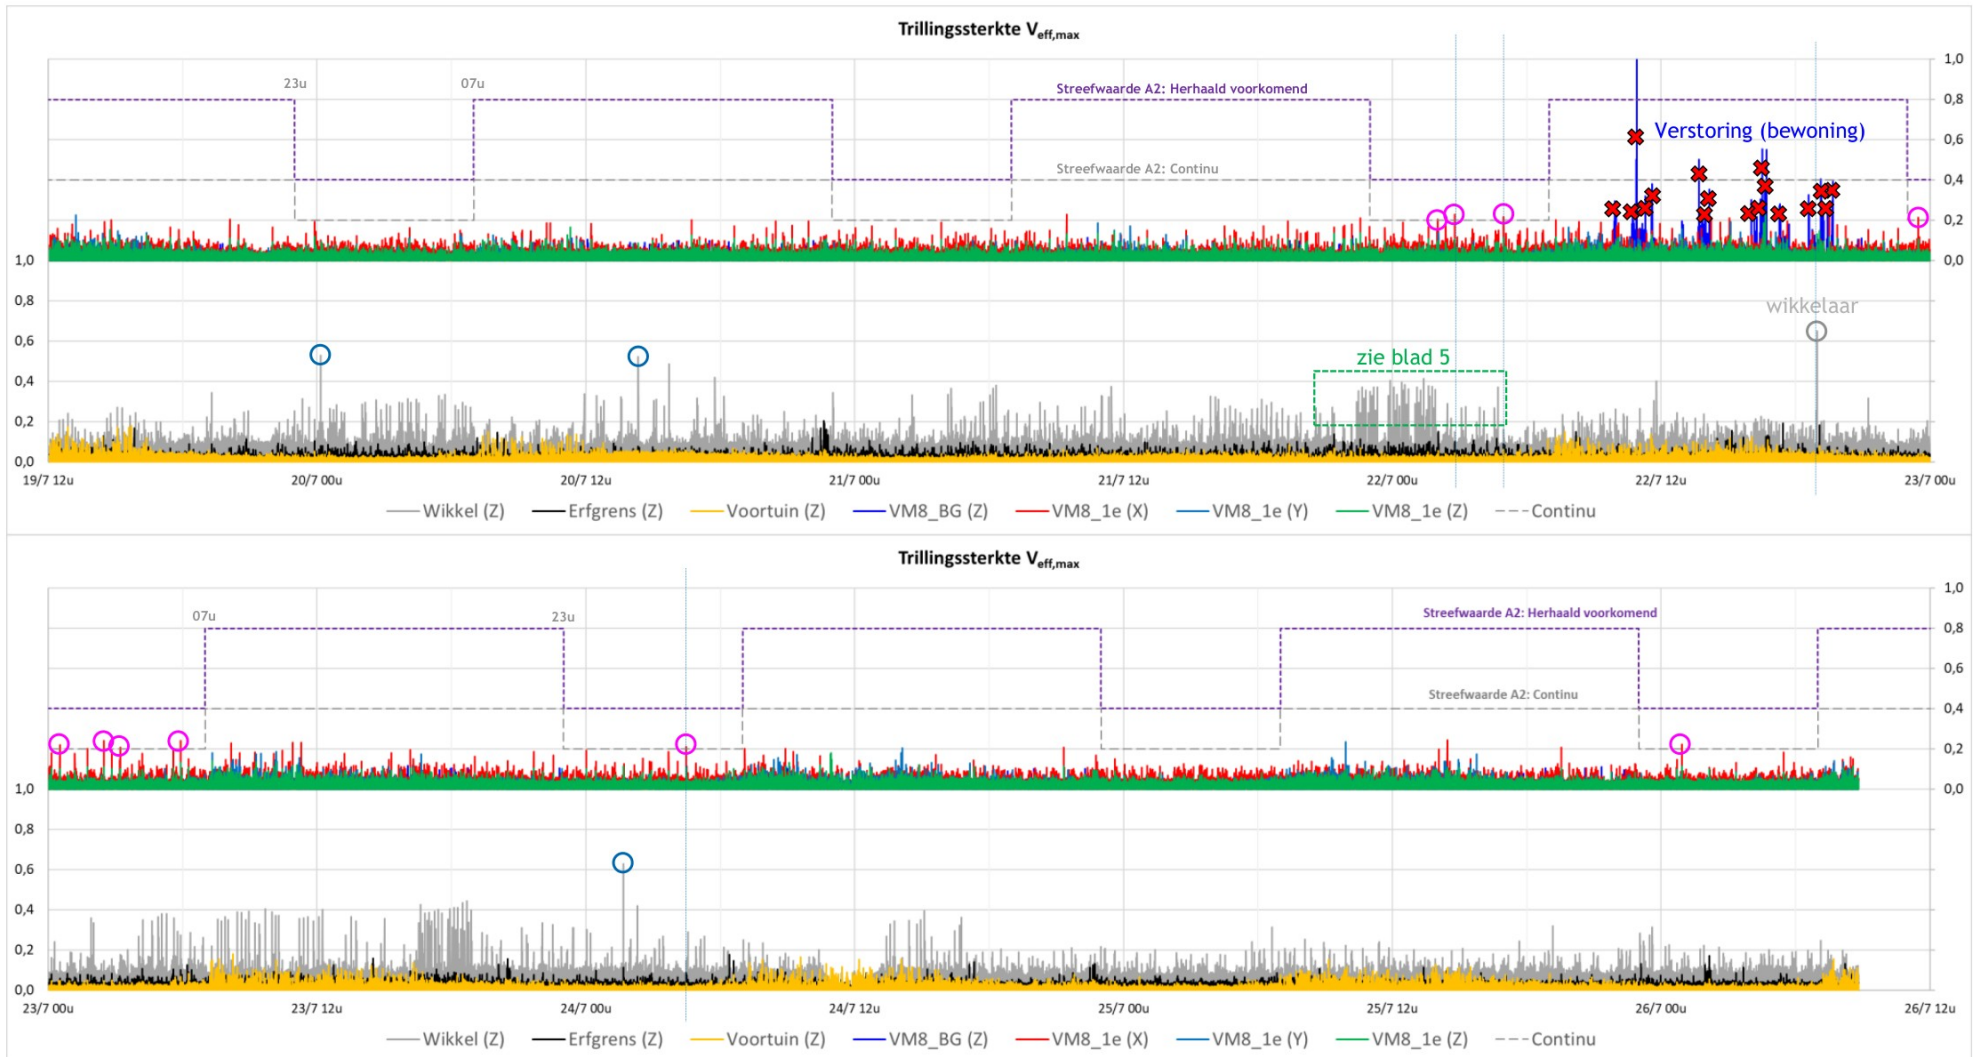 Trillingssterkte Veff,max
23u 07u
Streefwaarde A2: Herhaald voorkomend
Streefwaarde A2: Continu
Verstoring (bewoning)
1,0
0,8
0,6
0,4
0,2
0,0
1,0
0,8
0,6
0,4
0,2
0,0
wikkelaar
zie blad 5
19/7 12u 20/7 00u 20/7 12u 21/7 00u 21/7 12u 22/7 00u 22/7 12u 23/7 00u
Wikkel (Z) Erfgrens (Z) Voortuin (Z) VM8_BG (Z) VM8_1e (X) VM8_1e (Y) VM8_1e (Z) Continu
Trillingssterkte Veff,max
07u 23u
Streefwaarde A2: Herhaald voorkomend
Streefwaarde A2: Continu
1,0
0,8
0,6
0,4
0,2
0,0
1,0
0,8
0,6
0,4
0,2
0,0
23/7 00u 23/7 12u 24/7 00u 24/7 12u 25/7 00u 25/7 12u 26/7 00u 26/7 12u
Wikkel (Z) Erfgrens (Z) Voortuin (Z) VM8_BG (Z) VM8_1e (X) VM8_1e (Y) VM8_1e (Z) Continu